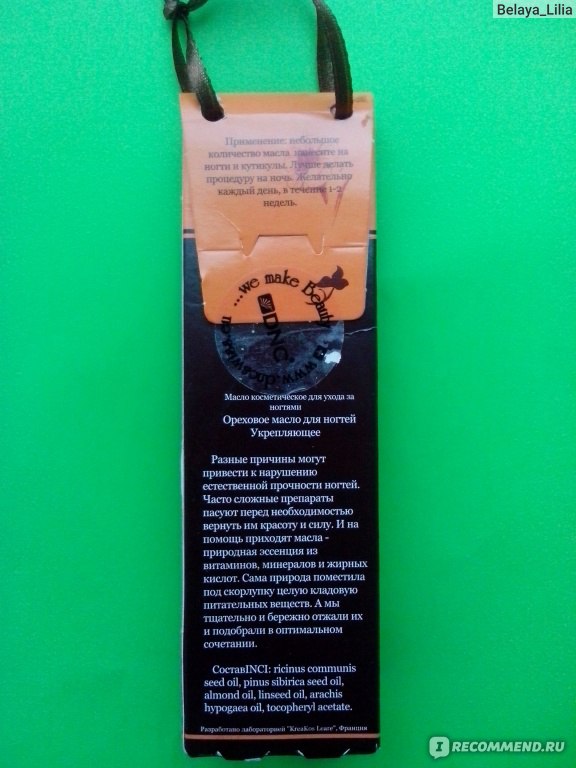 Belaya_Lilia
Применение: небольшое
количество масла нанесите на
ногти и кутикулы. Лучше делать
процедуру на ночь. Желательно
каждый день, в течение 1-2
недель.
...we make Beauty
DNC
Масло косметическое для ухода за
ногтями
Ореховое масло для ногтей
Укрепляющее
Разные причины могут
привести к нарушению
естественной прочности ногтей.
Часто сложные препараты
пасуют перед необходимостью
вернуть им красоту и силу. И на
помощь приходят масла -
природная эссенция из
витаминов, минералов и жирных
кислот. Сама природа поместила
под скорлупку целую кладовую
питательных веществ. А мы
тщательно и бережно отжали их
и подобрали в оптимальном
сочетании.
СоставINCI: ricinus communis
seed oil, pinus sibirica seed oil,
almond oil, linseed oil, arachis
hypogaea oil, tocopheryl acetate.
Разработано лабораторией "KreaKos Leare", Франция
IRECOMMEND.RU